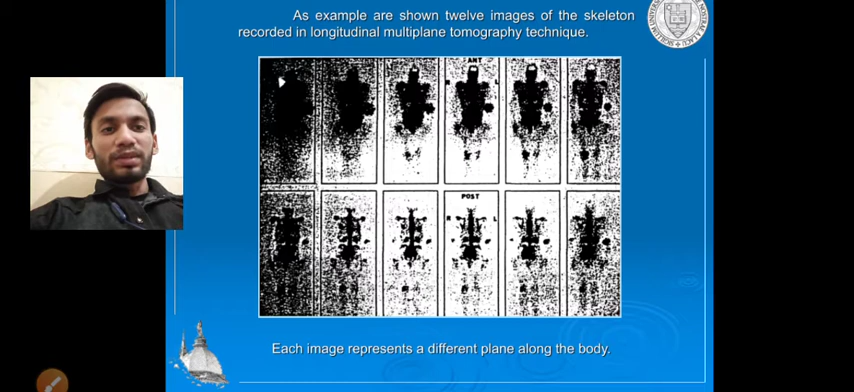 As example are shown twelve images of the skeleton
recorded in longitudinal multiplane tomography technique.
ANT
R L
POST
R L
Each image represents a different plane along the body.